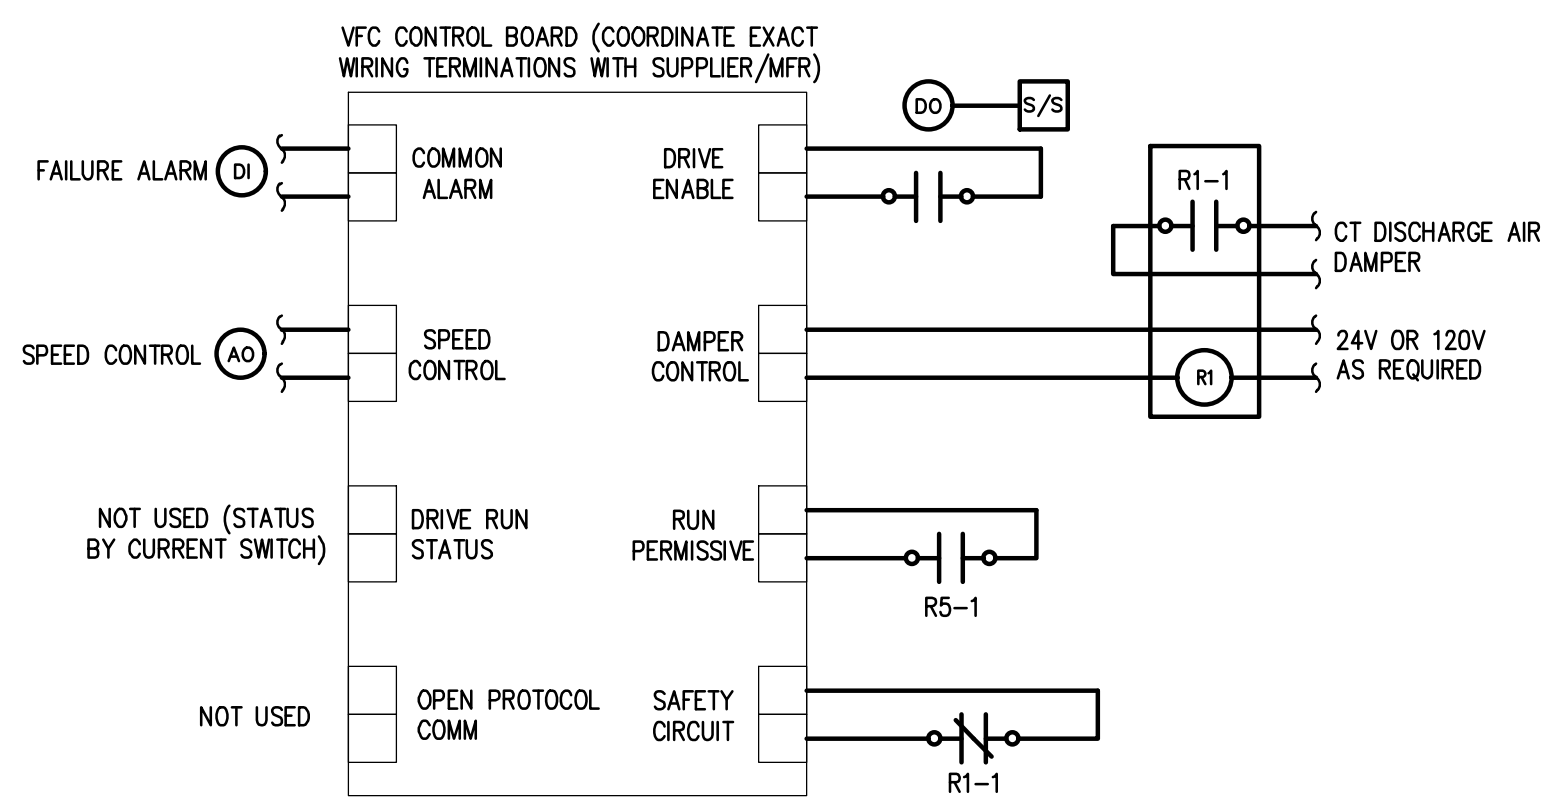 VFC CONTROL BOARD (COORDINATE EXACT
WIRING TERMINATIONS WITH SUPPLIER/MFR)
FAILURE ALARM DI
COMMON
ALARM
DRIVE
ENABLE
DO
S/S
R1-1
CT DISCHARGE AIR
DAMPER
SPEED CONTROL AO
SPEED
CONTROL
DAMPER
CONTROL
R1
24V OR 120V
AS REQUIRED
NOT USED (STATUS
BY CURRENT SWITCH)
DRIVE RUN
STATUS
RUN
PERMISSIVE
R5-1
NOT USED
OPEN PROTOCOL
COMM
SAFETY
CIRCUIT
R1-1